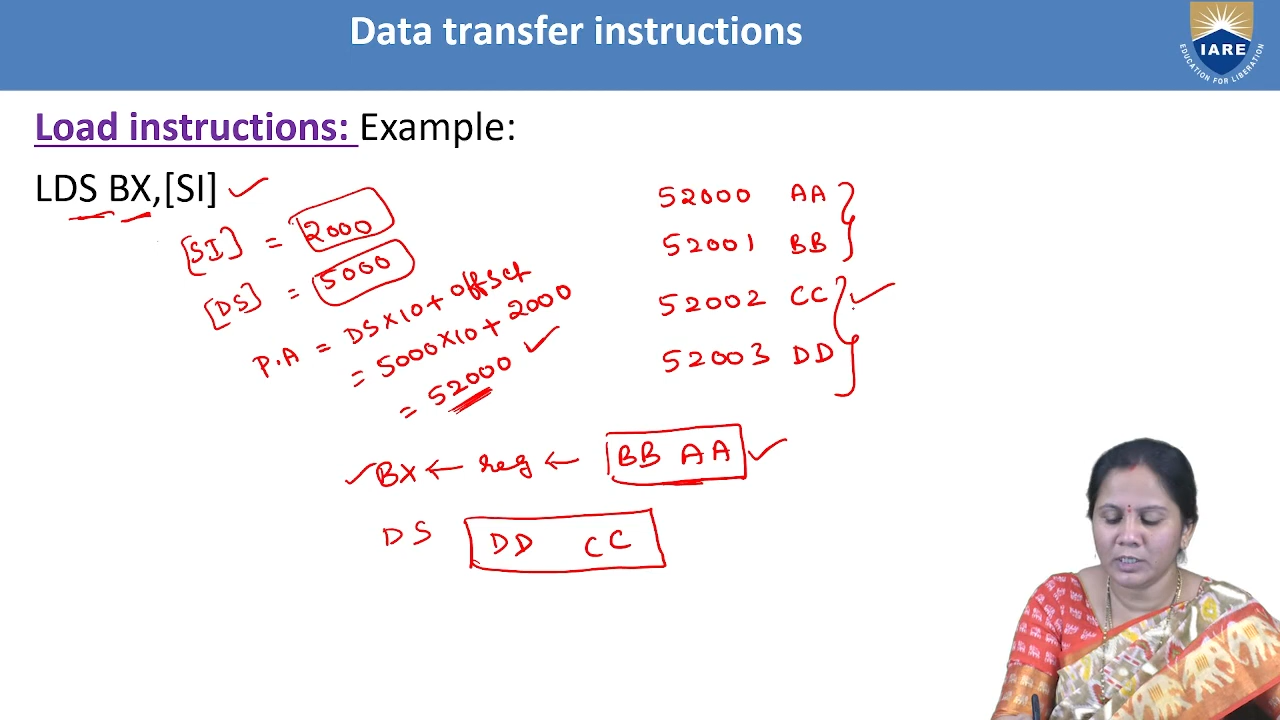 Data transfer instructions
IARE
EDUCATION FOR LIBERATION
Load instructions: Example:
LDS BX,[SI]
[SI] = 2000
[DS] = 5000
P.A = DS×10+ offset
= 5000×10+ 2000
= 52000
52000 AA
52001 BB
52002 CC
52003 DD
BX ← reg ← BB AA
DS DD CC